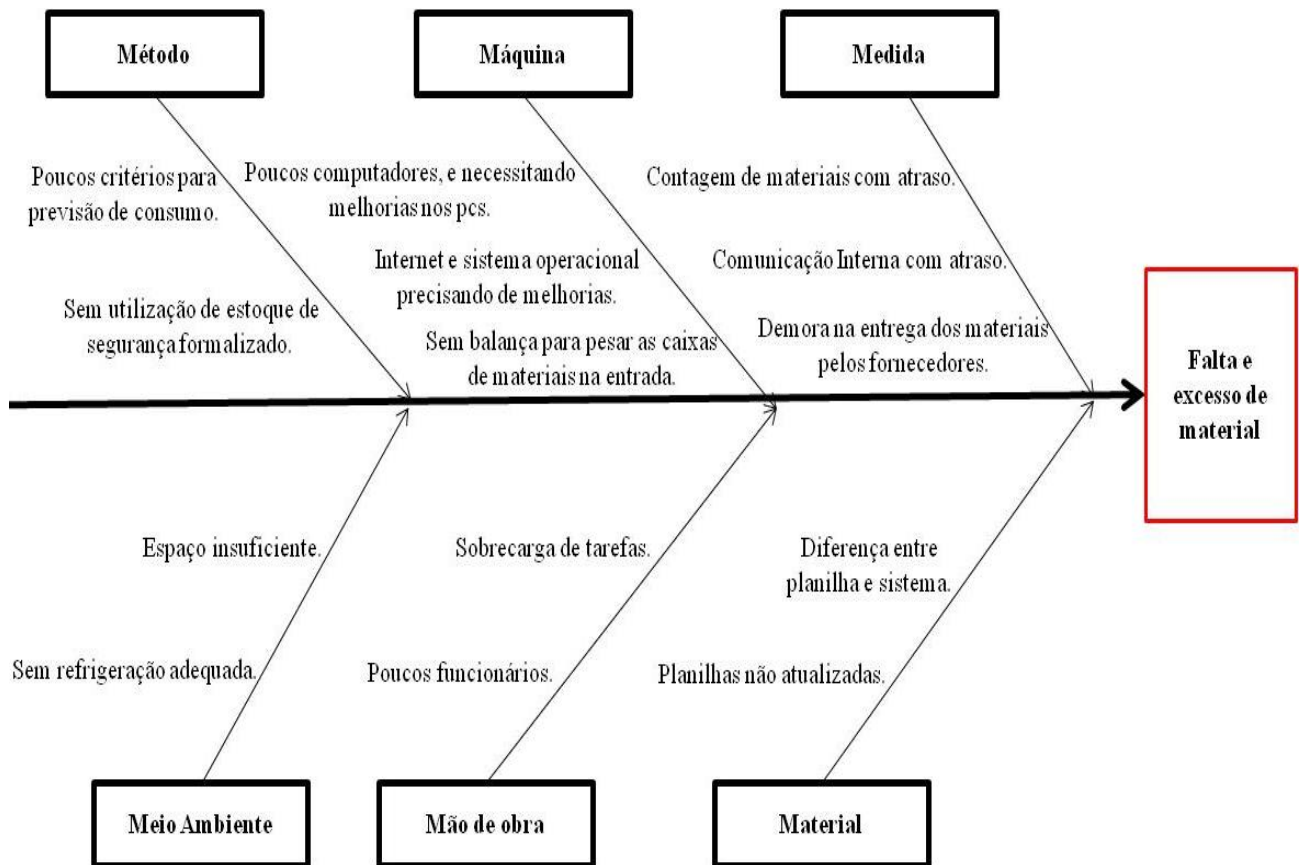 Método
Máquina
Medida
Poucos critérios para
previsão de consumo.
Sem utilização de estoque de
segurança formalizado.
Poucos computadores, e necessitando
melhorias nos pcs.
Internet e sistema operacional
precisando de melhorias.
Sem balança para pesar as caixas
de materiais na entrada.
Contagem de materiais com atraso.
Comunicação Interna com atraso.
Demora na entrega dos materiais
pelos fornecedores.
Falta e
excesso de
material
Espaço insuficiente.
Sem refrigeração adequada.
Sobrecarga de tarefas.
Poucos funcionários.
Diferença entre
planilha e sistema.
Planilhas não atualizadas.
Meio Ambiente
Mão de obra
Material